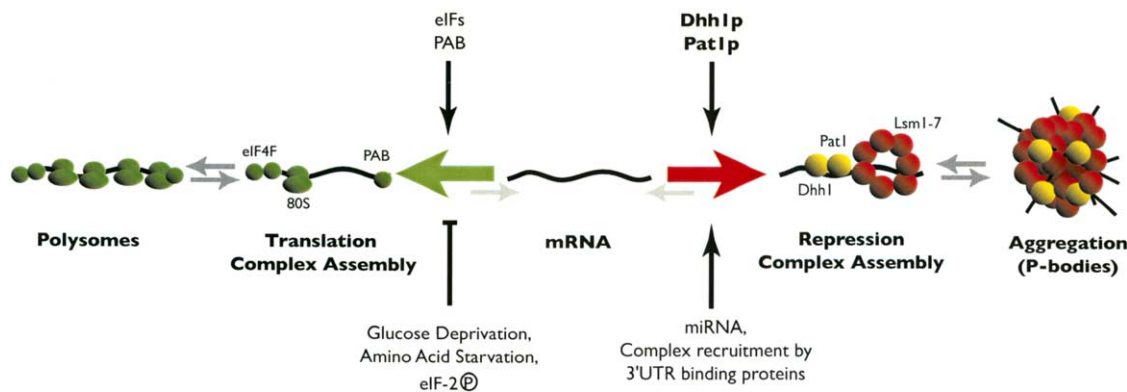 eIFs
PAB
Dhh1p
Pat1p
eIF4F
PAB
80S
Pat1
Lsm1-7
Dhh1
Polysomes
Translation
Complex Assembly
mRNA
Repression
Complex Assembly
Aggregation
(P-bodies)
Glucose Deprivation,
Amino Acid Starvation,
eIF-2Ⓟ
miRNA,
Complex recruitment by
3'UTR binding proteins